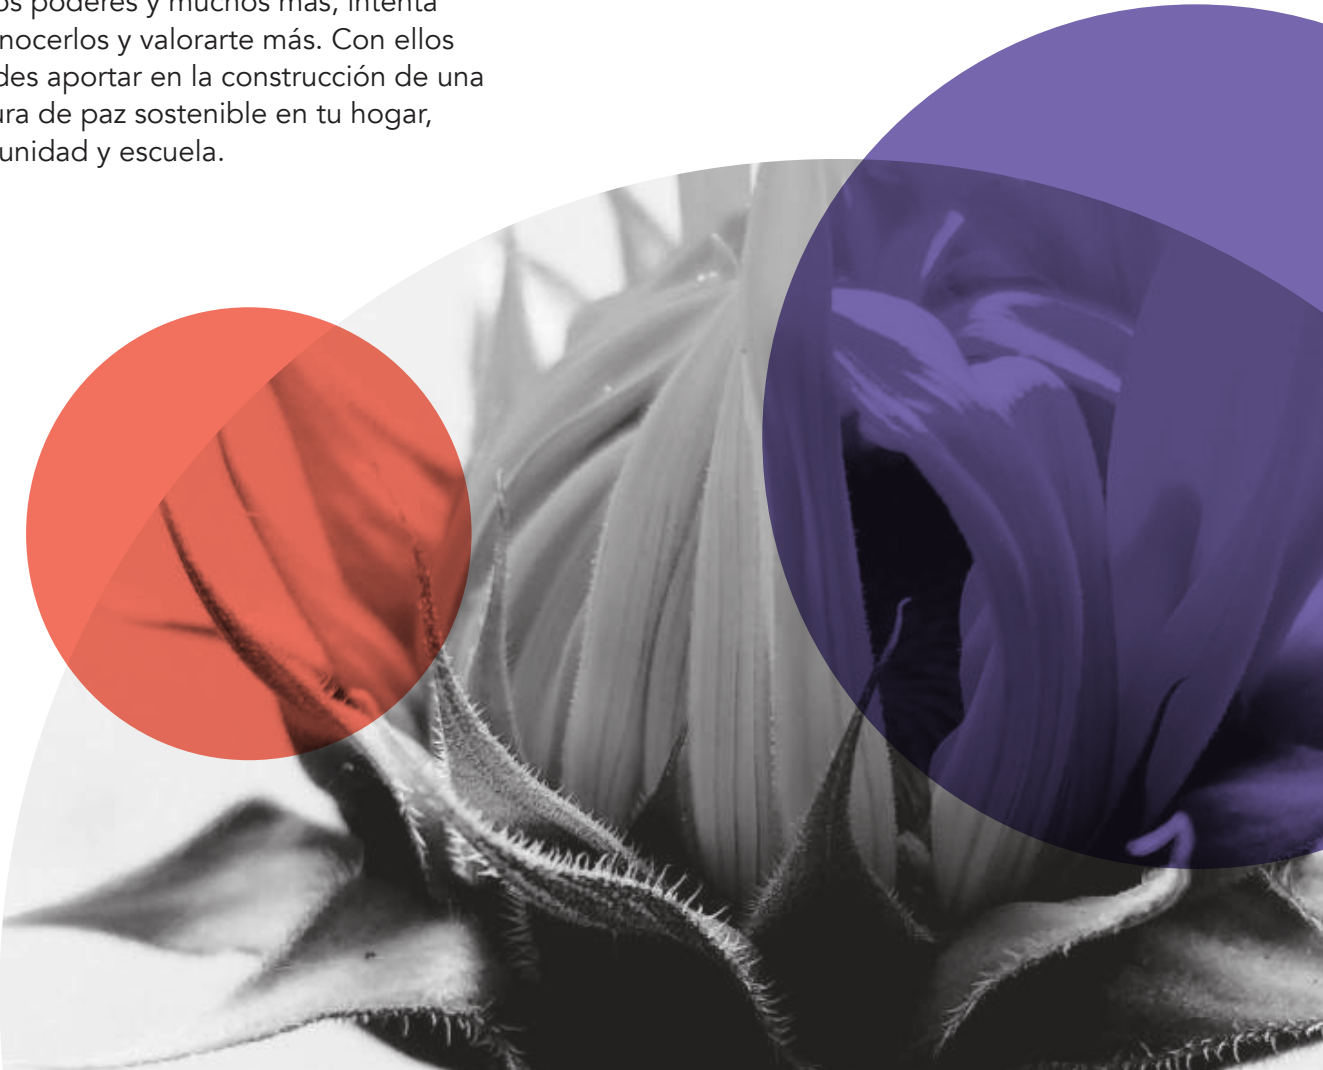 os poderes y muchos más, intenta
nocerlos y valorarte más. Con ellos
des aportar en la construcción de una
ura de paz sostenible en tu hogar,
unidad y escuela.